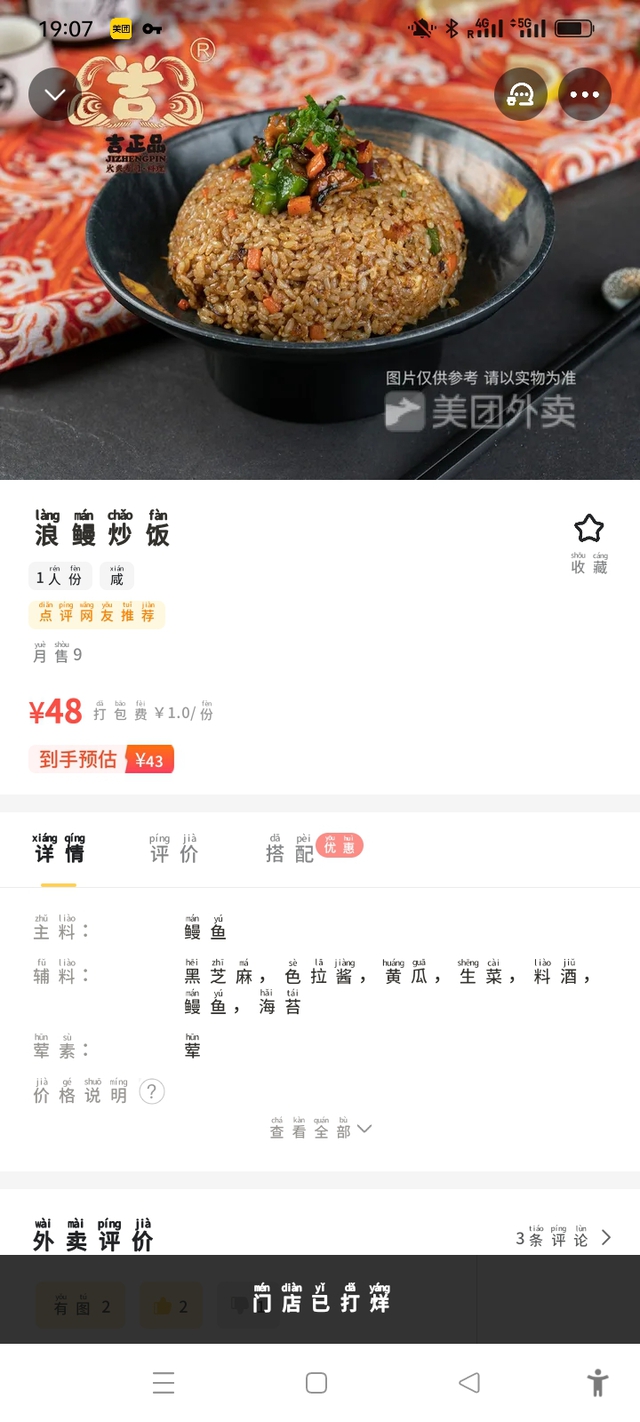 19:07 美团 4G 5G
R
®
吉
吉正品
JIZHENGPIN
图片仅供参考 请以实物为准
美团外卖
làng mán chǎo fàn
浪鳗炒饭
shōu cáng
收藏
rén fèn xián
1人份 咸
diǎn píng wǎng yǒu tuī jiàn
点评网友推荐
yuè shòu
月售9
dǎ bāo fèi fèn
¥48 打包费 ¥1.0/份
到手预估 ¥43
xiáng qíng píng jià dā pèi yōu huì
详情 评价 搭配 优惠
zhǔ liào mán yú
主料： 鳗鱼
fǔ liào hēi zhī má sè lā jiàng huáng guā shēng cài liào jiǔ
辅料： 黑芝麻，色拉酱，黄瓜，生菜，料酒，
mán yú hǎi tái
鳗鱼，海苔
hūn sù hūn
荤素： 荤
jià gé shuō míng
价格说明 ?
chá kàn quán bù
查看全部
wài mài píng jià tiáo píng lùn
外卖评价 3条评论
yǒu tú
有图 2 2 1
mén diàn yǐ dǎ yáng
门店已打烊